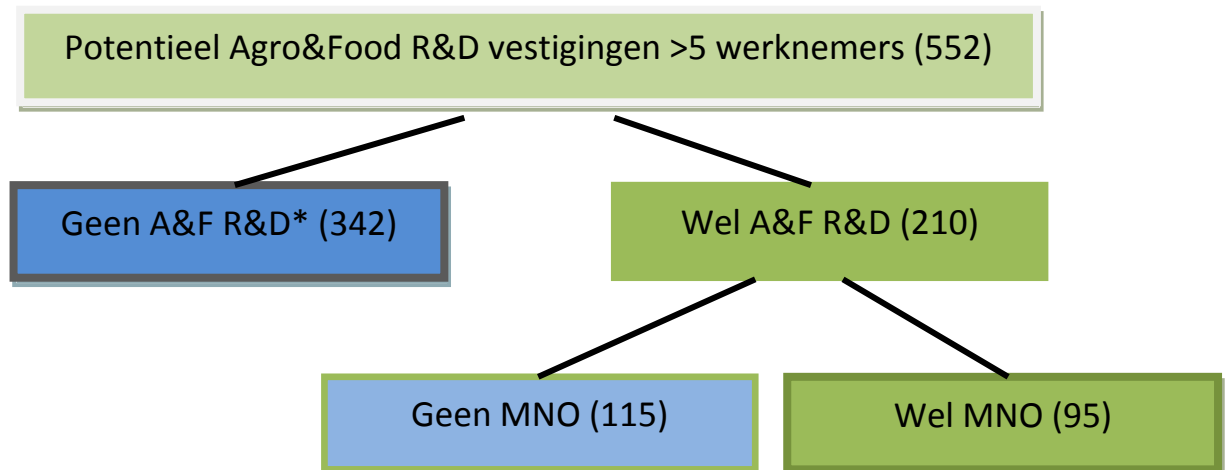 Potentieel Agro&Food R&D vestigingen >5 werknemers (552)
Geen A&F R&D* (342)
Wel A&F R&D (210)
Geen MNO (115)
Wel MNO (95)